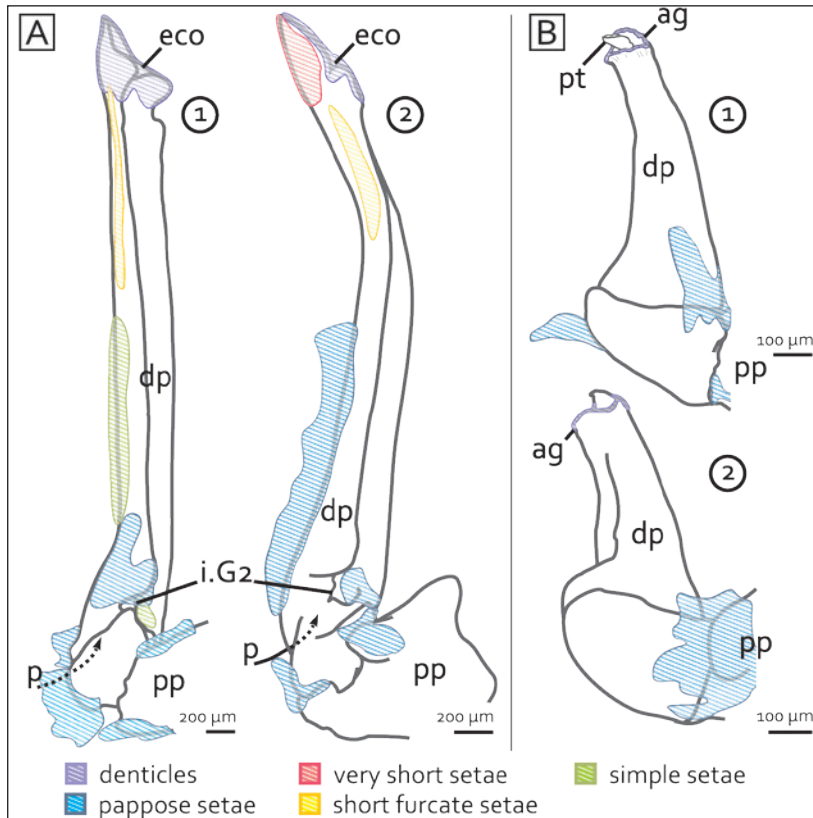 A
eco
1
dp
i.G2
p
pp
200 µm
eco
2
dp
p
pp
200 µm
B
ag
pt
1
dp
pp
100 µm
ag
2
dp
pp
100 µm
denticles
very short setae
simple setae
pappose setae
short furcate setae